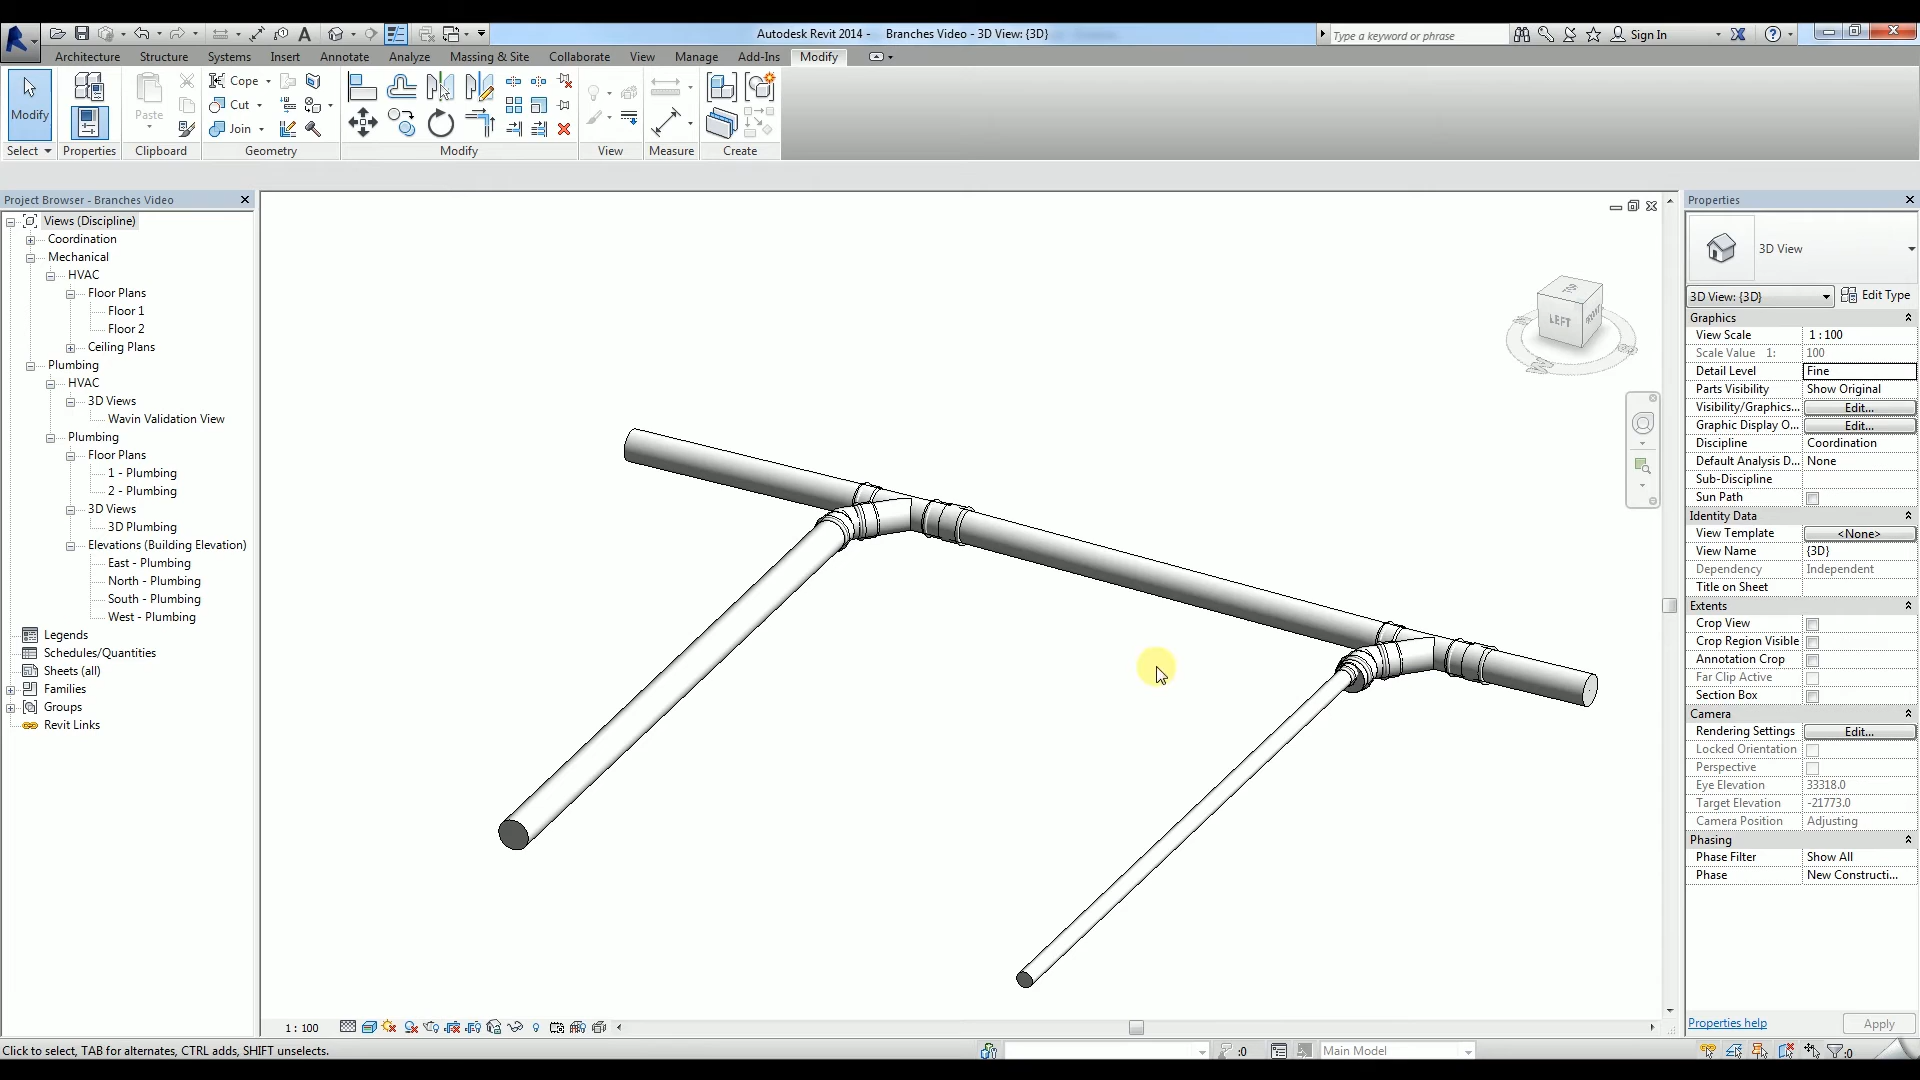 Autodesk Revit 2014 - Branches Video - 3D View: {3D}
Type a keyword or phrase
Sign In
Architecture Structure Systems Insert Annotate Analyze Massing & Site Collaborate View Manage Add-Ins Modify
Modify
Paste
Cope
Cut
Join
Select Properties Clipboard Geometry Modify View Measure Create
Project Browser - Branches Video
Views (Discipline)
Coordination
Mechanical
HVAC
Floor Plans
Floor 1
Floor 2
Ceiling Plans
Plumbing
HVAC
3D Views
Wavin Validation View
Plumbing
Floor Plans
1 - Plumbing
2 - Plumbing
3D Views
3D Plumbing
Elevations (Building Elevation)
East - Plumbing
North - Plumbing
South - Plumbing
West - Plumbing
Legends
Schedules/Quantities
Sheets (all)
Families
Groups
Revit Links
LEFT
Properties
3D View
3D View: {3D} Edit Type
Graphics
View Scale 1 : 100
Scale Value 1: 100
Detail Level Fine
Parts Visibility Show Original
Visibility/Graphics... Edit...
Graphic Display O... Edit...
Discipline Coordination
Default Analysis D... None
Sub-Discipline
Sun Path
Identity Data
View Template <None>
View Name {3D}
Dependency Independent
Title on Sheet
Extents
Crop View
Crop Region Visible
Annotation Crop
Far Clip Active
Section Box
Camera
Rendering Settings Edit...
Locked Orientation
Perspective
Eye Elevation 33318.0
Target Elevation -21773.0
Camera Position Adjusting
Phasing
Phase Filter Show All
Phase New Constructi...
Properties help Apply
1 : 100
Click to select, TAB for alternates, CTRL adds, SHIFT unselects.
:0
Main Model
:0